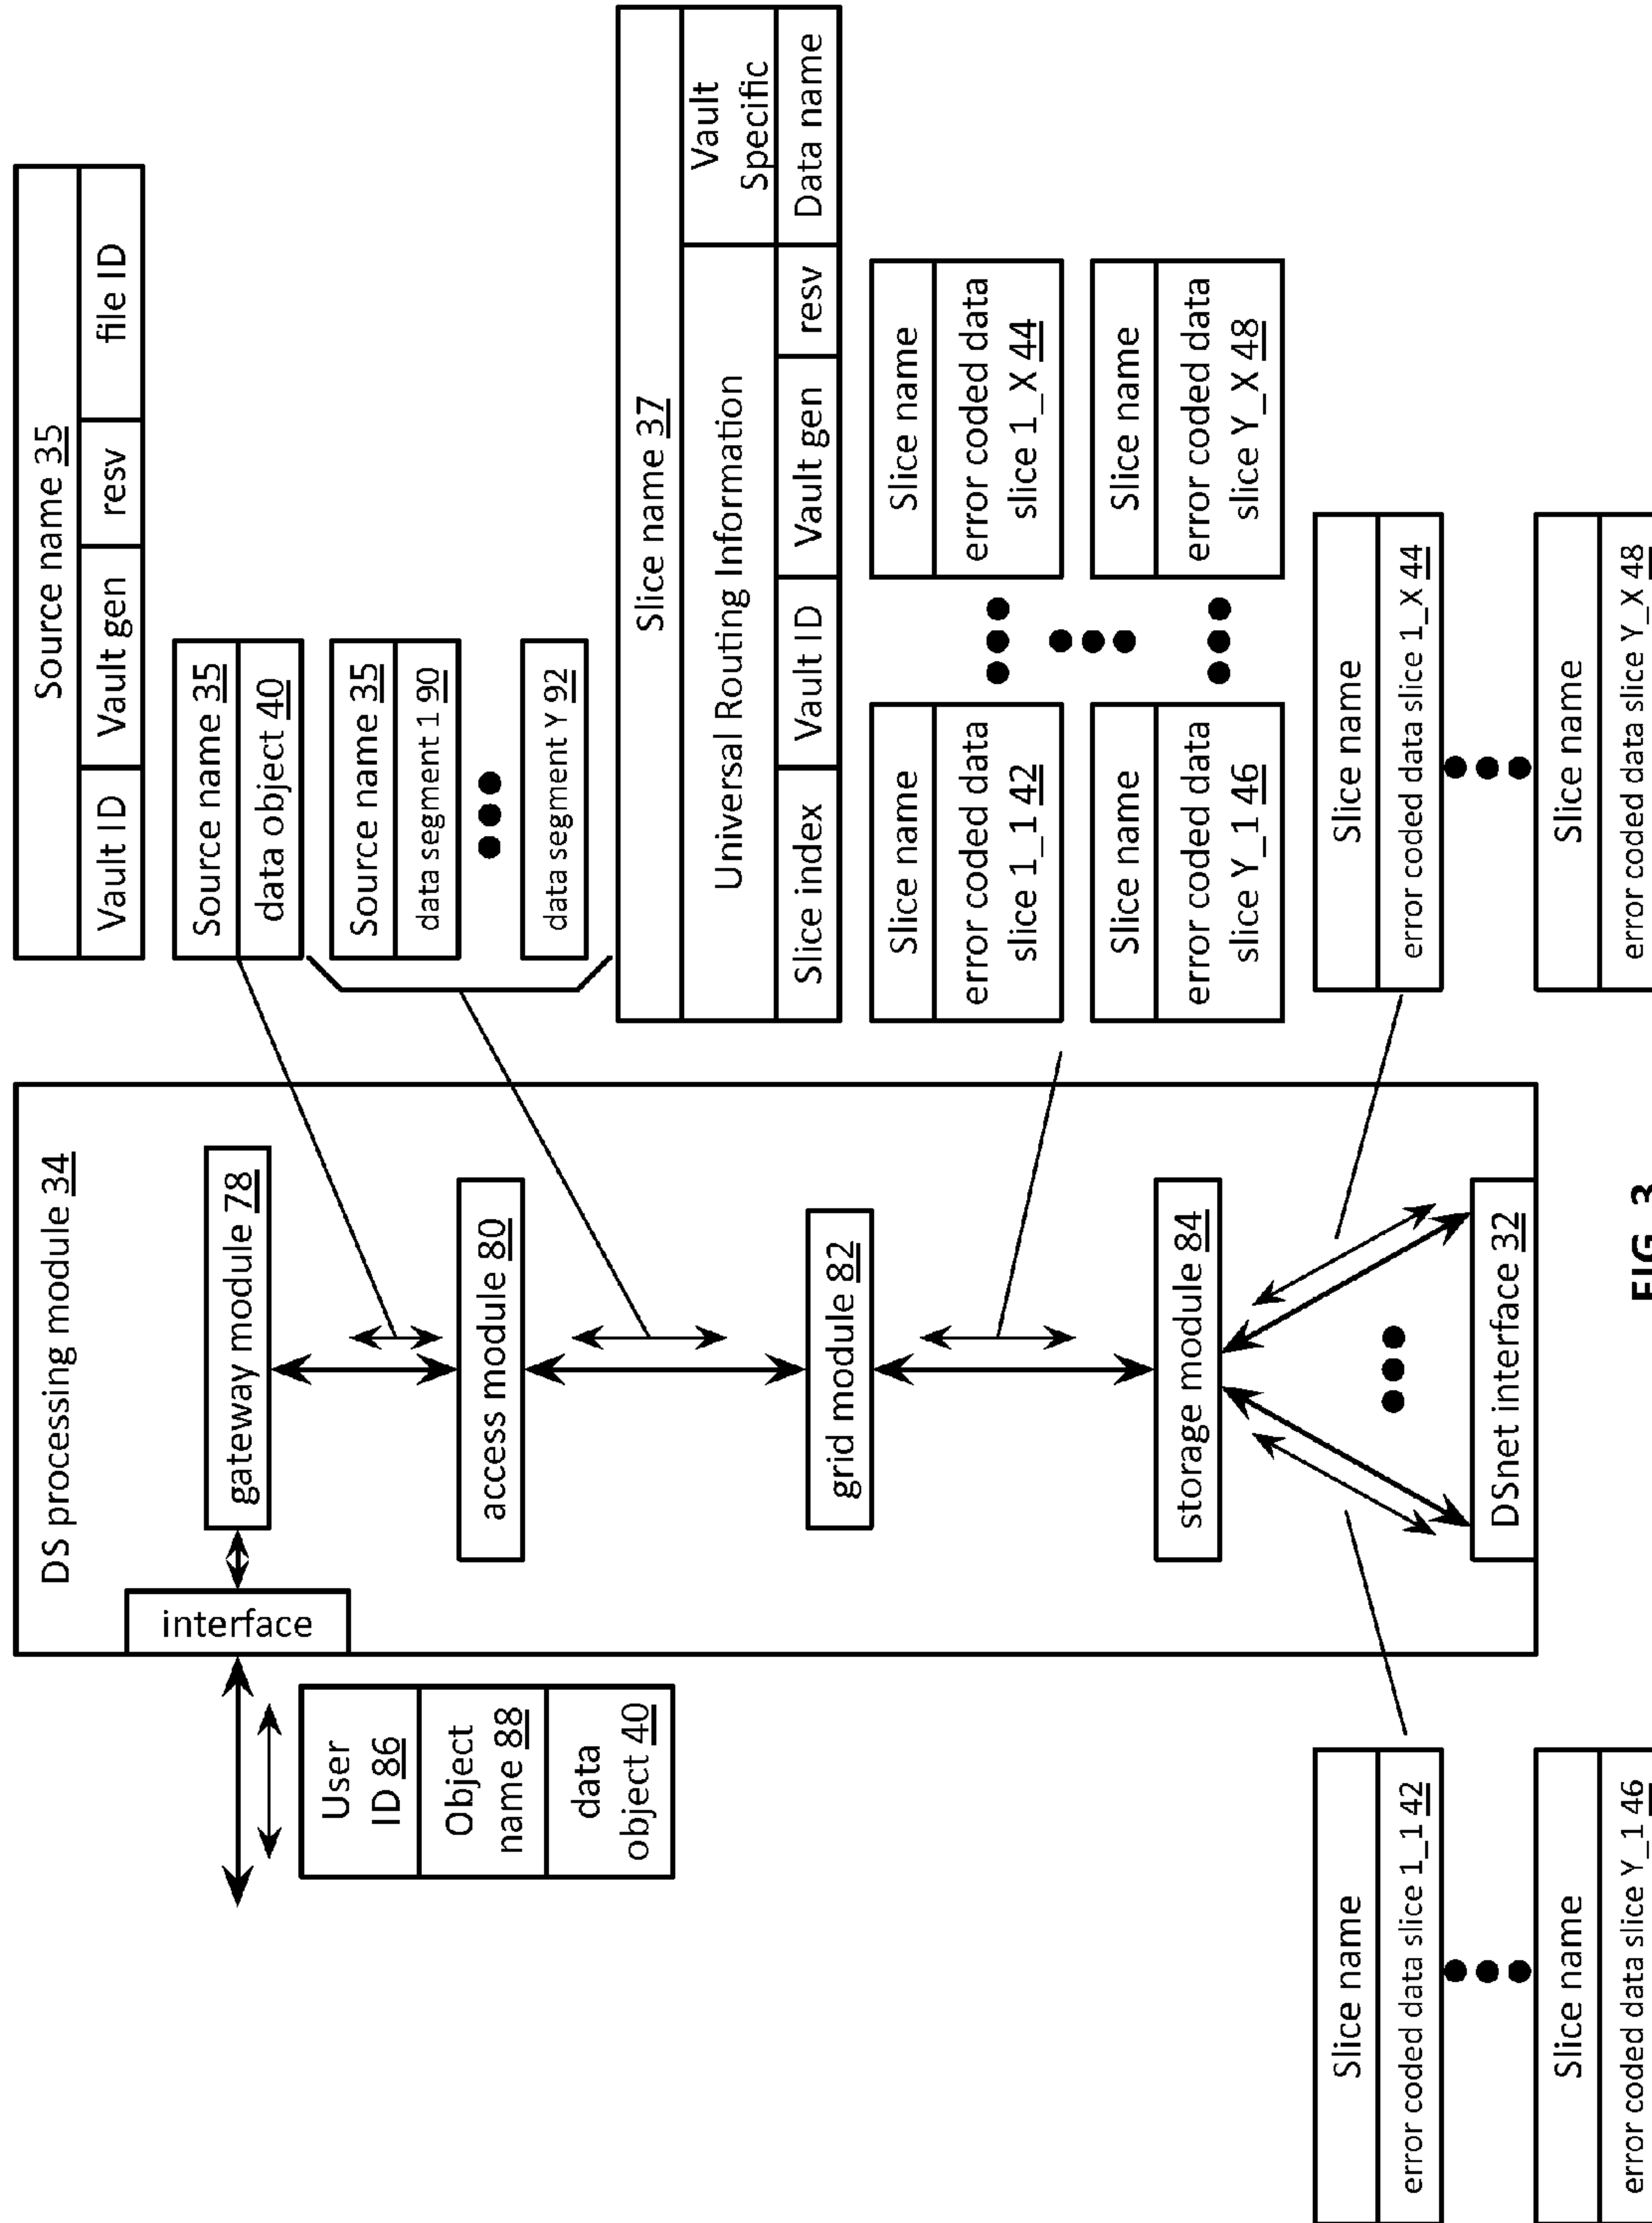 DS processing module 34
Source name 35
Vault ID Vault gen resv file ID
interface
gateway module 78
Source name 35
data object 40
User
ID 86
Object
name 88
data
object 40
access module 80
Source name 35
data segment 1 90
data segment Y 92
grid module 82
Slice name 37
Universal Routing Information
Vault
Specific
Slice index Vault ID Vault gen resv Data name
Slice name
error coded data
slice 1_1 42
Slice name
error coded data
slice 1_X 44
Slice name
error coded data
slice Y_1 46
Slice name
error coded data
slice Y_X 48
storage module 84
DSnet interface 32
Slice name
error coded data slice 1_1 42
Slice name
error coded data slice Y_1 46
Slice name
error coded data slice 1_X 44
Slice name
error coded data slice Y_X 48
FIG. 3